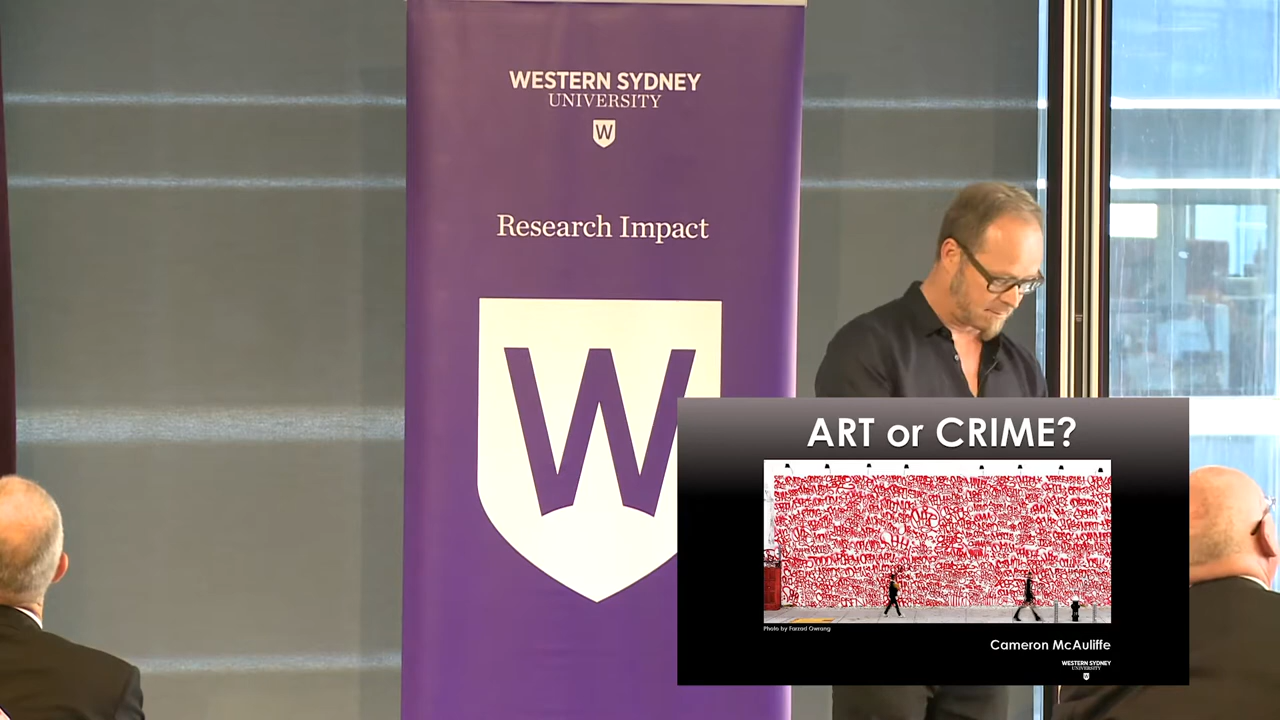 WESTERN SYDNEY
UNIVERSITY
W
Research Impact
W
ART or CRIME?
Photo by Farzad Owrang
Cameron McAuliffe
WESTERN SYDNEY
UNIVERSITY
W